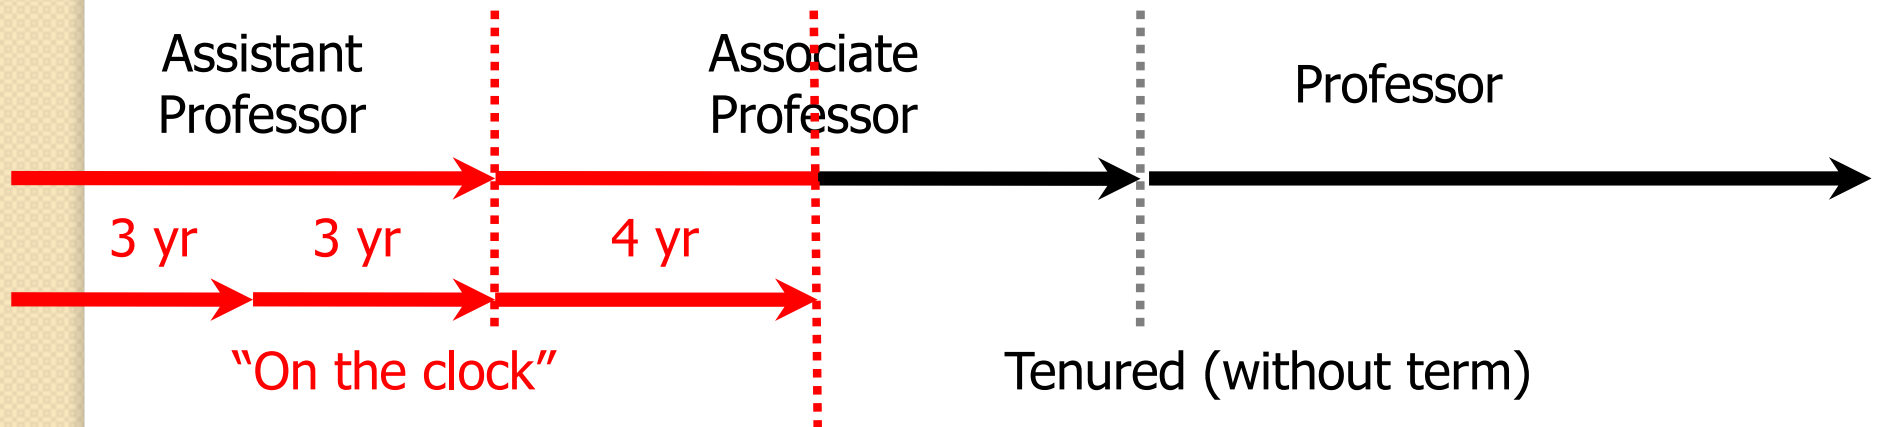 Assistant
Professor
Associate
Professor
Professor
3 yr
3 yr
4 yr
“On the clock”
Tenured (without term)